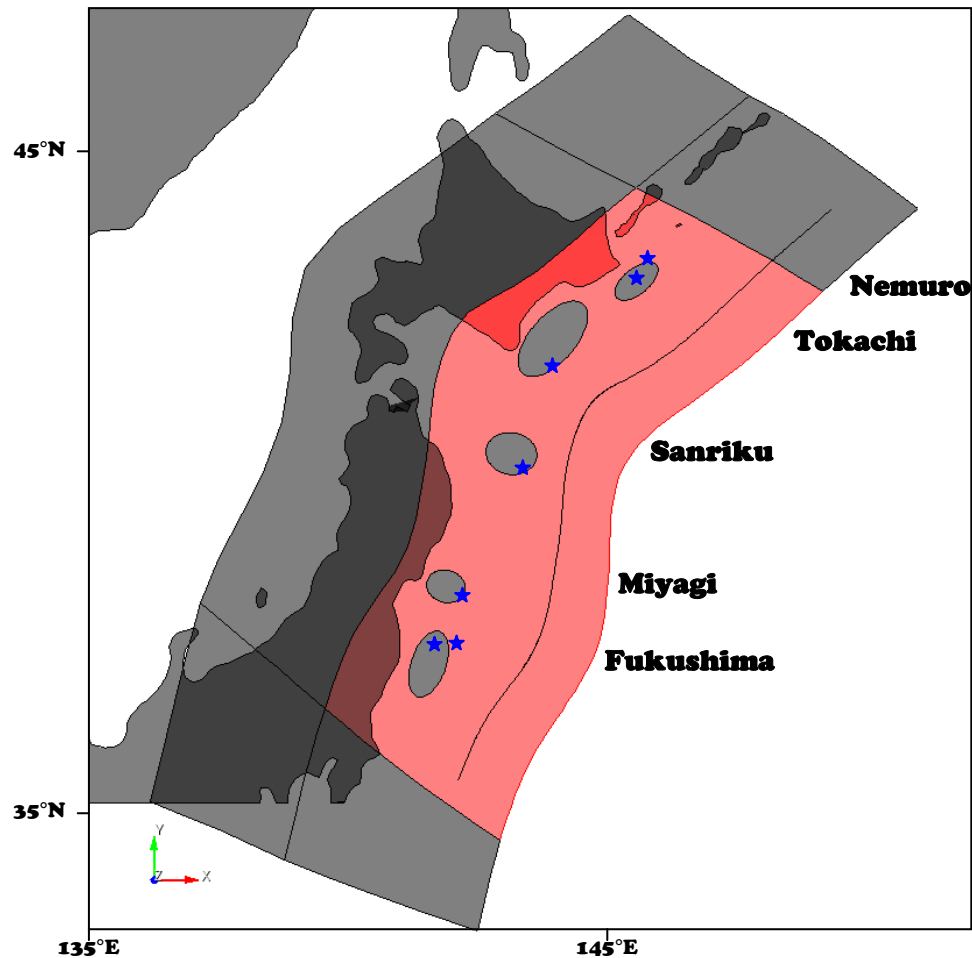 45°N
Nemuro
Tokachi
Sanriku
Miyagi
Fukushima
35°N
Y
Z
X
135°E
145°E